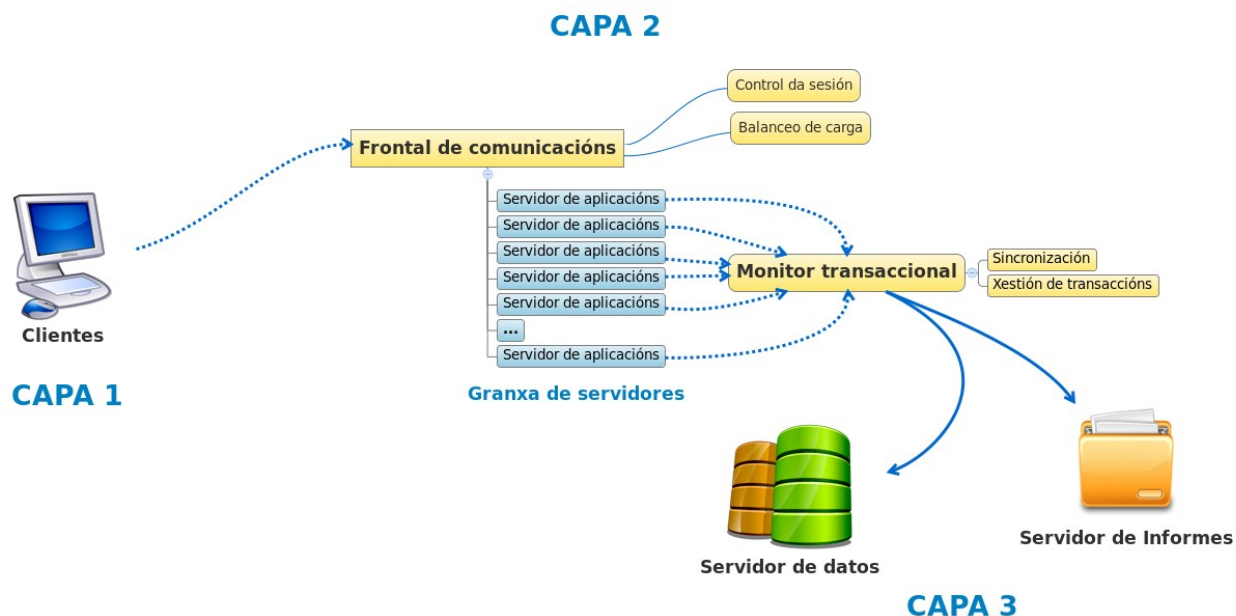 CAPA 2
Control da sesión
Balanceo de carga
Frontal de comunicacións
Servidor de aplicacións
Servidor de aplicacións
Servidor de aplicacións
Servidor de aplicacións
Servidor de aplicacións
...
Servidor de aplicacións
Granxa de servidores
Monitor transaccional
Sincronización
Xestión de transaccións
Clientes
CAPA 1
Servidor de datos
Servidor de Informes
CAPA 3